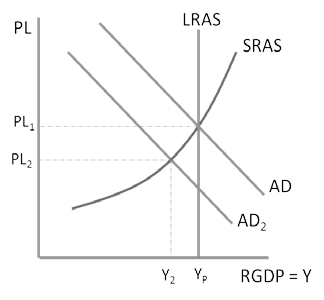 PL
LRAS
SRAS
PL₁
PL₂
AD
AD₂
Y₂
Yₚ
RGDP = Y